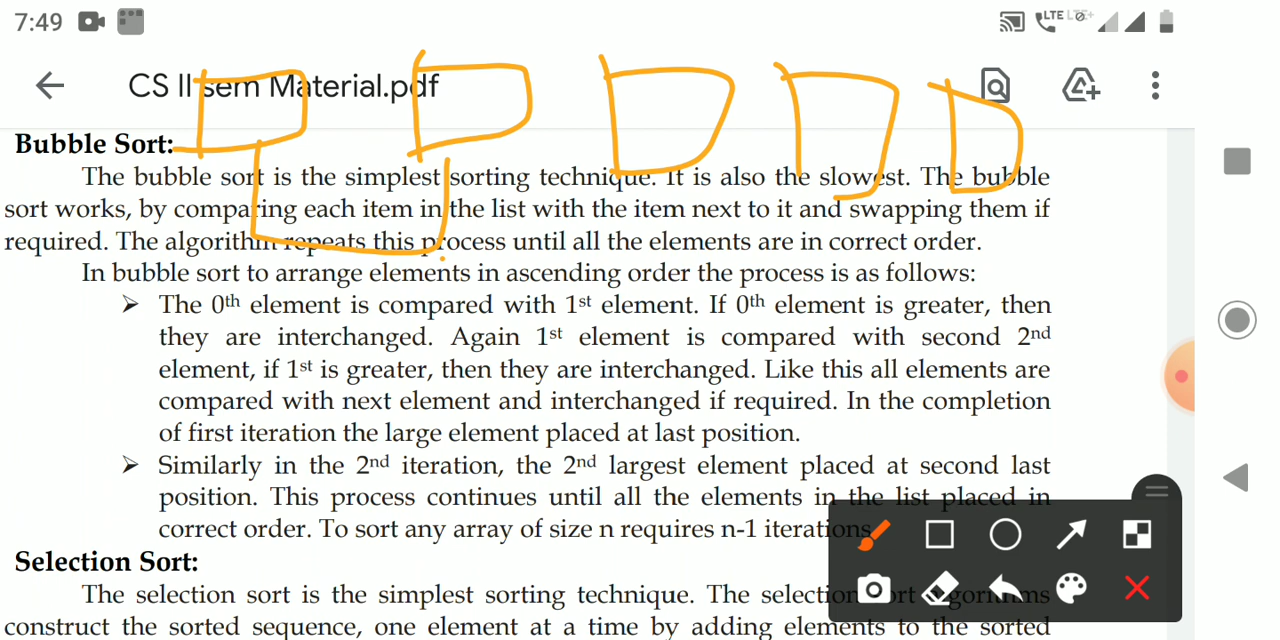 7:49
LTE LTE+
CS II sem Material.pdf
Bubble Sort:
The bubble sort is the simplest sorting technique. It is also the slowest. The bubble
sort works, by comparing each item in the list with the item next to it and swapping them if
required. The algorithm repeats this process until all the elements are in correct order.
In bubble sort to arrange elements in ascending order the process is as follows:
➢ The 0th element is compared with 1st element. If 0th element is greater, then
they are interchanged. Again 1st element is compared with second 2nd
element, if 1st is greater, then they are interchanged. Like this all elements are
compared with next element and interchanged if required. In the completion
of first iteration the large element placed at last position.
➢ Similarly in the 2nd iteration, the 2nd largest element placed at second last
position. This process continues until all the elements in the list placed in
correct order. To sort any array of size n requires n-1 iterations
Selection Sort:
The selection sort is the simplest sorting technique. The selection sort algorithms
construct the sorted sequence, one element at a time by adding elements to the sorted